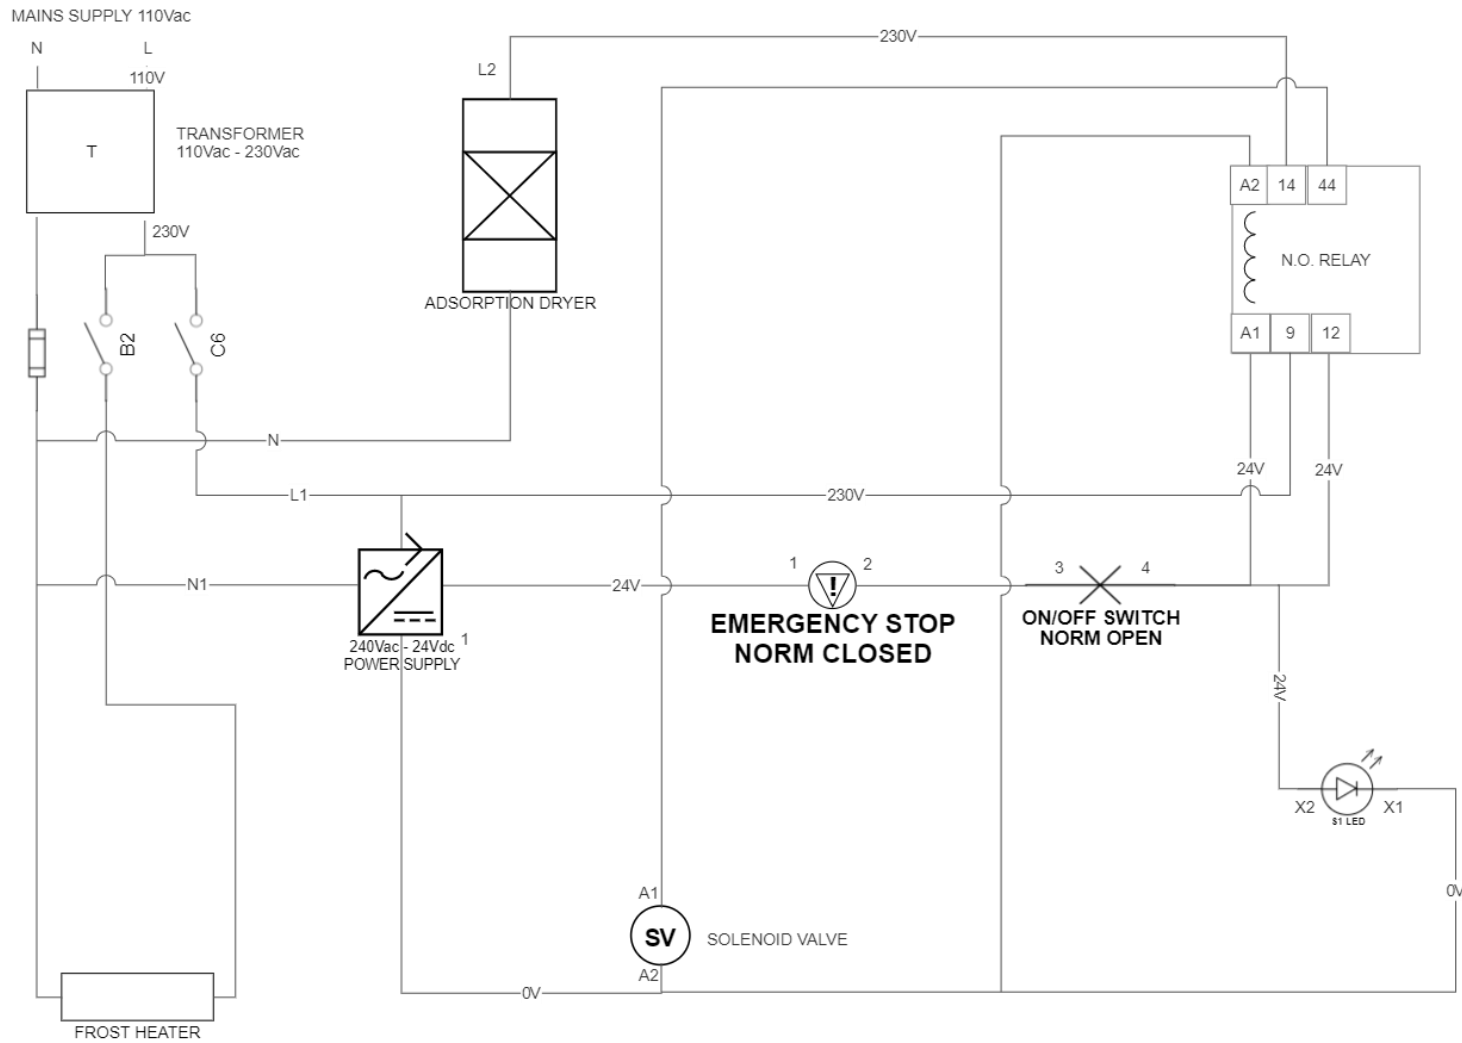 MAINS SUPPLY 110Vac
N
L
110V
T
TRANSFORMER
110Vac - 230Vac
230V
B2
C6
L2
ADSORPTION DRYER
230V
A2
14
44
N.O. RELAY
A1
9
12
24V
24V
N
L1
230V
N1
24V
240Vac - 24Vdc
1
POWER SUPPLY
1
2
!
EMERGENCY STOP
NORM CLOSED
3
4
ON/OFF SWITCH
NORM OPEN
24V
X2
X1
S1 LED
0V
A1
SV
SOLENOID VALVE
A2
0V
FROST HEATER